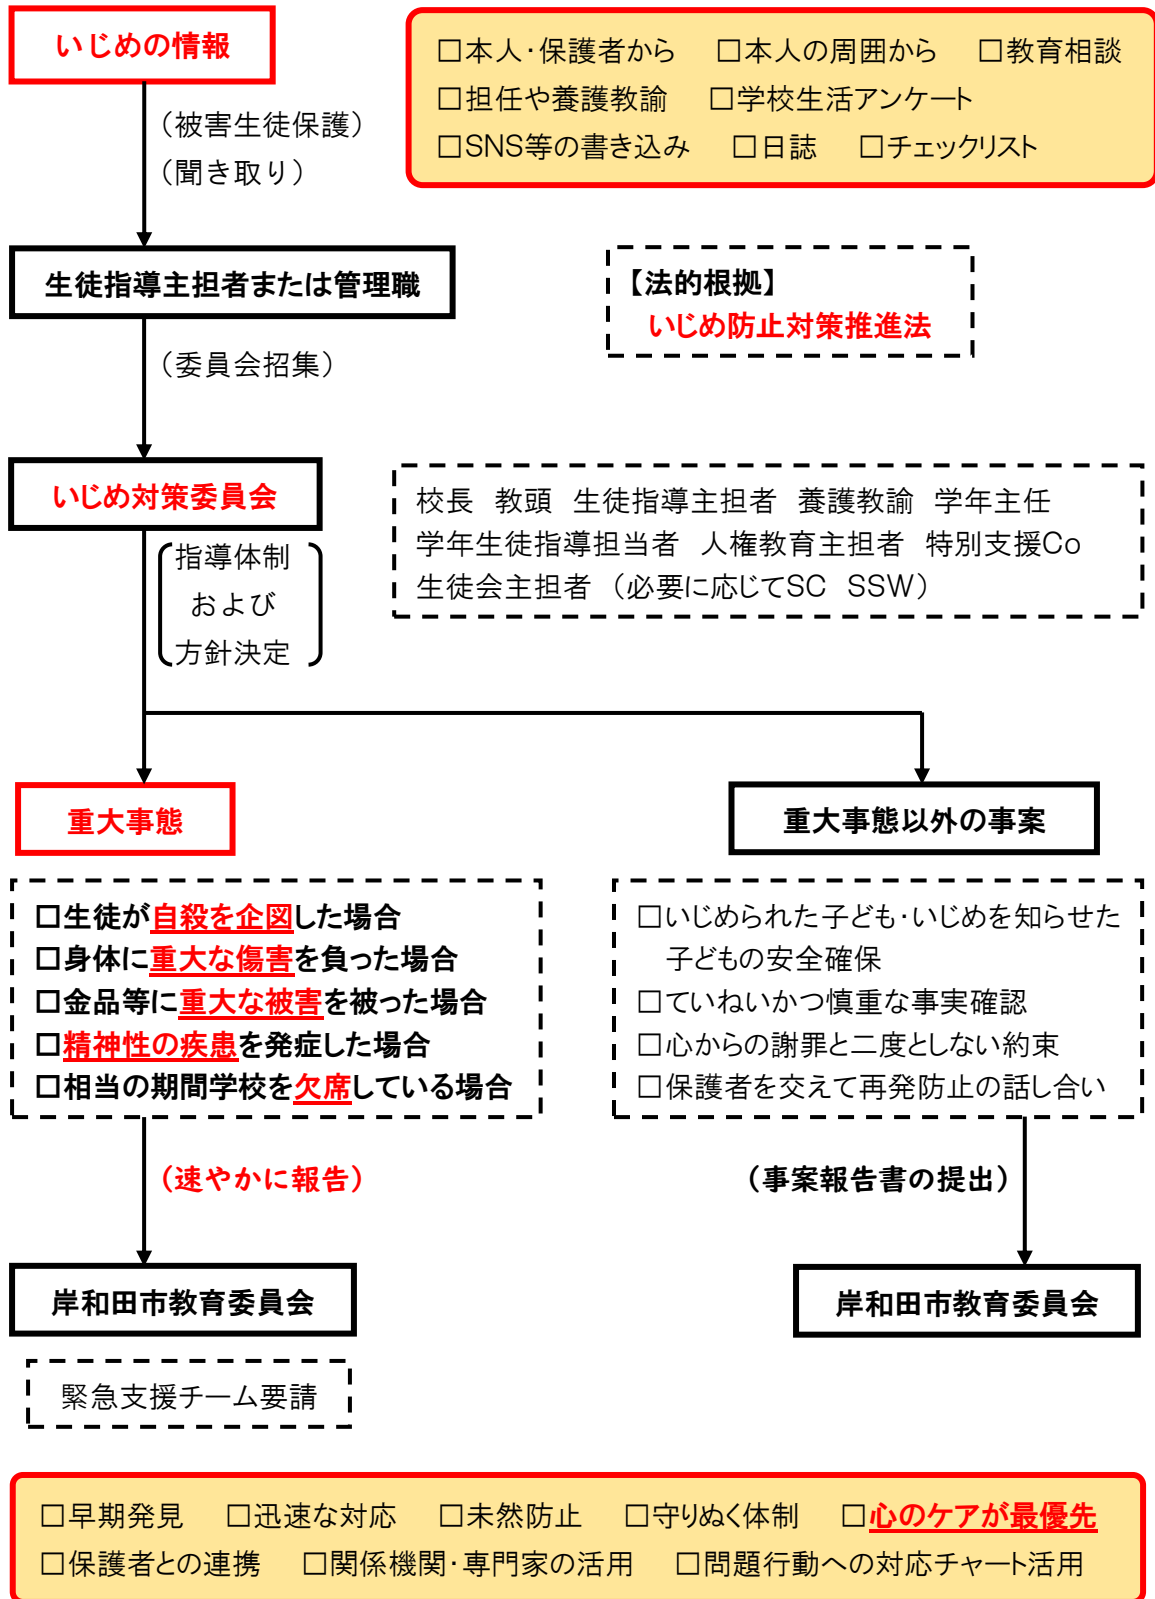 いじめの情報
□本人・保護者から　□本人の周囲から　□教育相談
□担任や養護教諭　□学校生活アンケート
□SNS等の書き込み　□日誌　□チェックリスト
（被害生徒保護）
（聞き取り）
生徒指導主担者または管理職
【法的根拠】
いじめ防止対策推進法
（委員会招集）
いじめ対策委員会
校長　教頭　生徒指導主担者　養護教諭　学年主任
学年生徒指導担当者　人権教育主担者　特別支援Co
生徒会主担者　（必要に応じてSC　SSW）
指導体制
および
方針決定
重大事態
□生徒が自殺を企図した場合
□身体に重大な傷害を負った場合
□金品等に重大な被害を被った場合
□精神性の疾患を発症した場合
□相当の期間学校を欠席している場合
（速やかに報告）
岸和田市教育委員会
緊急支援チーム要請
重大事態以外の事案
□いじめられた子ども・いじめを知らせた
子どもの安全確保
□ていねいかつ慎重な事実確認
□心からの謝罪と二度としない約束
□保護者を交えて再発防止の話し合い
（事案報告書の提出）
岸和田市教育委員会
□早期発見　□迅速な対応　□未然防止　□守りぬく体制　□心のケアが最優先
□保護者との連携　□関係機関・専門家の活用　□問題行動への対応チャート活用